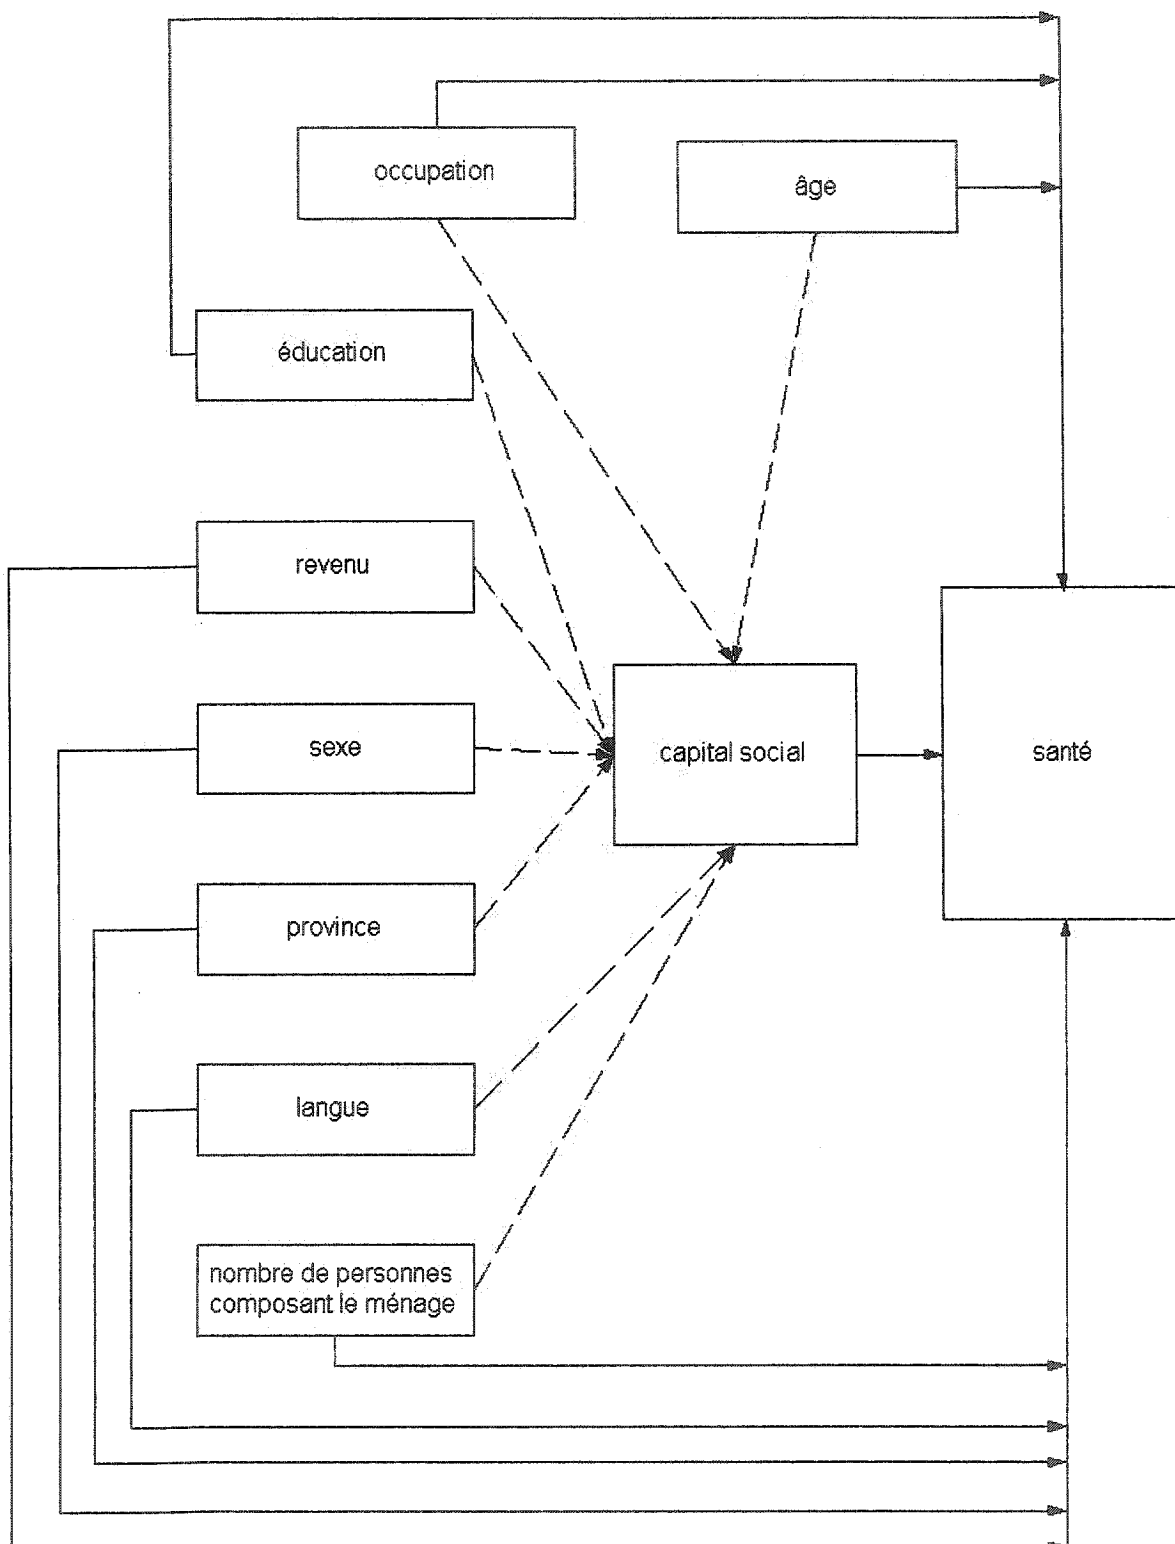 occupation
âge
éducation
revenu
sexe
capital social
santé
province
langue
nombre de personnes
composant le ménage